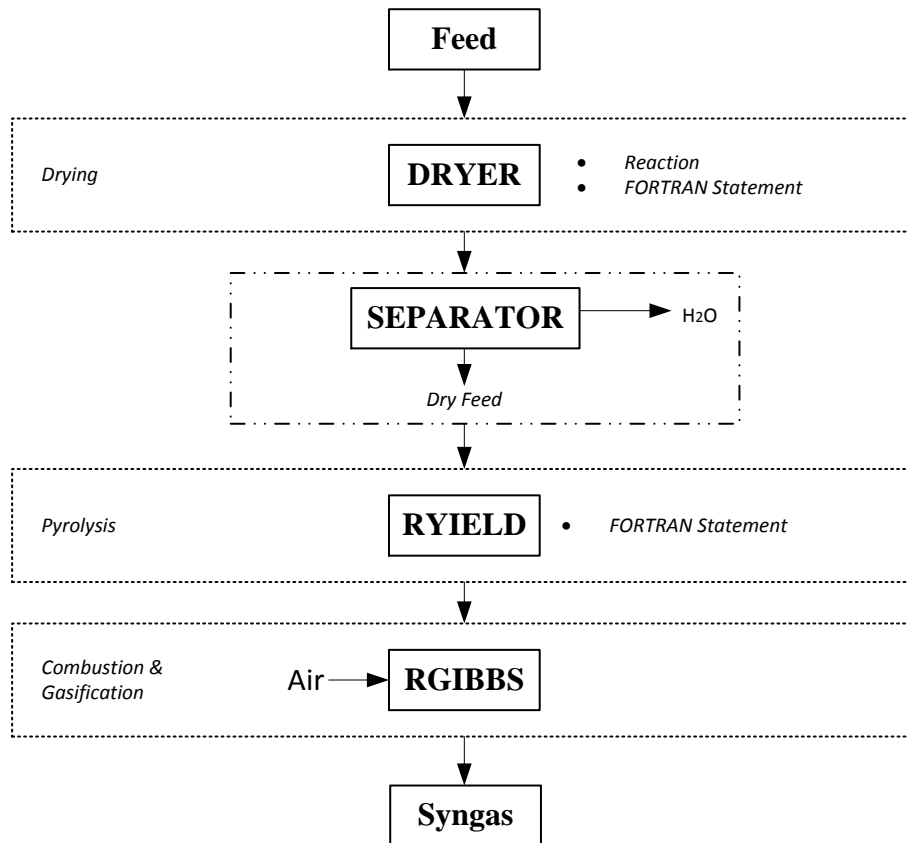 Feed
Drying
DRYER
• Reaction
• FORTRAN Statement
SEPARATOR
H2O
Dry Feed
Pyrolysis
RYIELD
• FORTRAN Statement
Combustion &
Gasification
Air
RGIBBS
Syngas